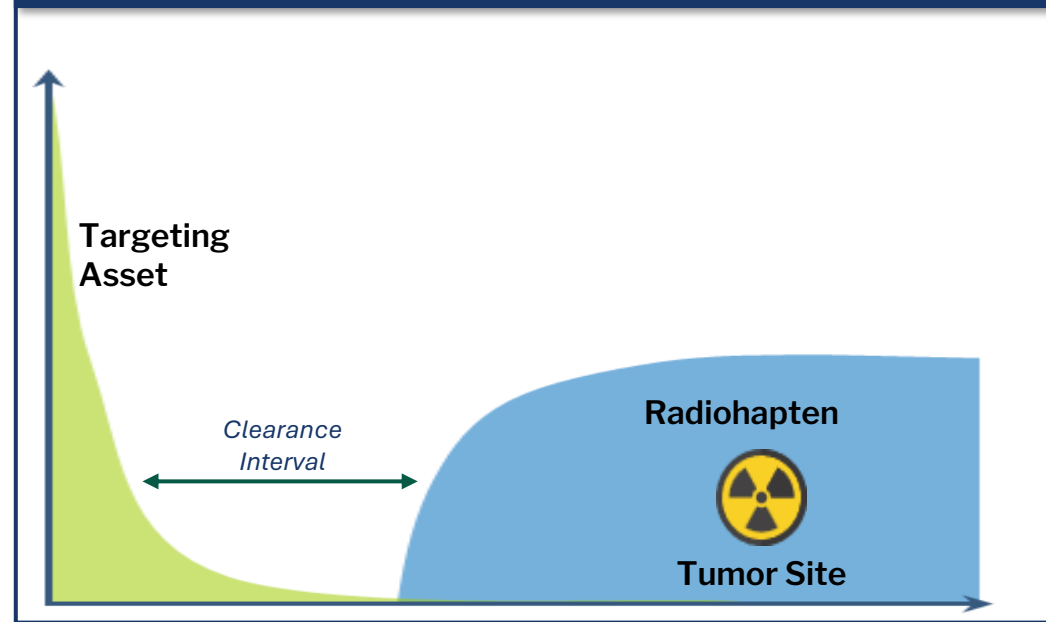 Targeting
Asset
Clearance
Interval
Radiohapten
Tumor Site